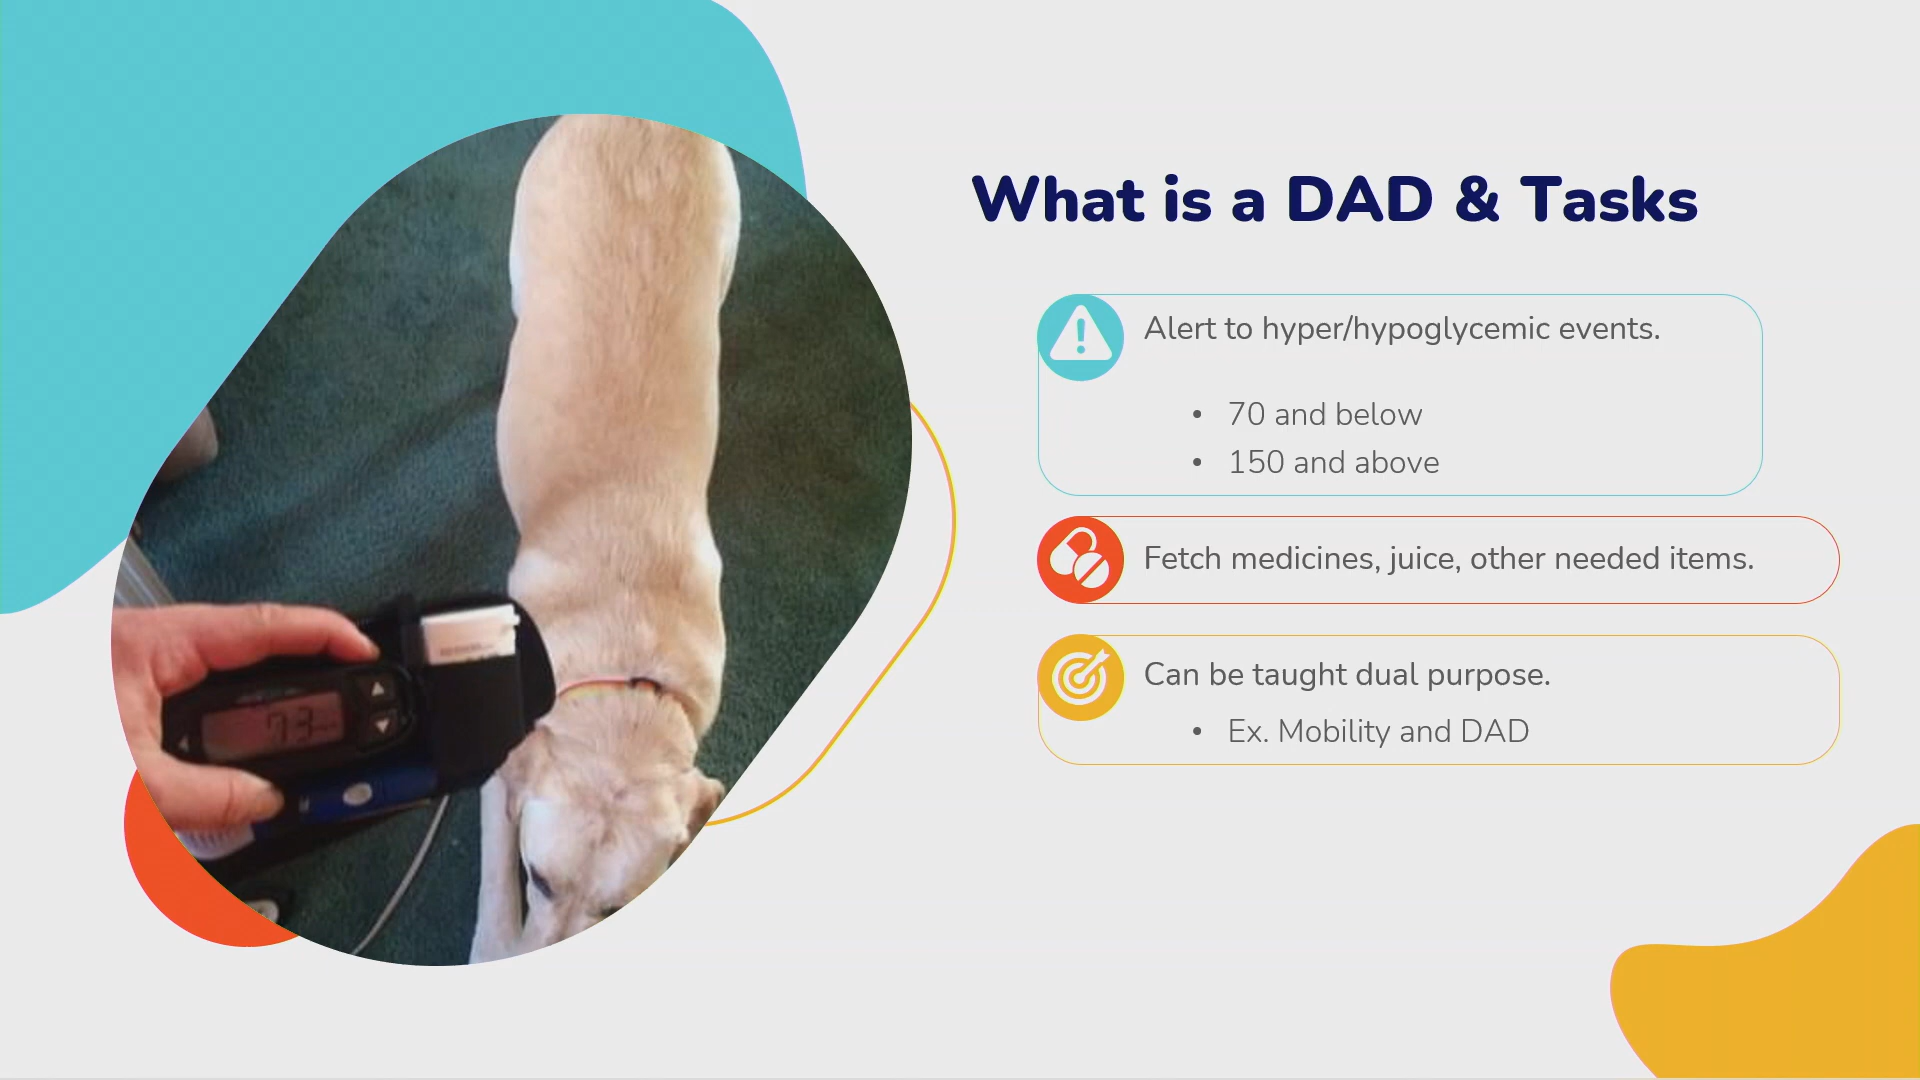 What is a DAD & Tasks
Alert to hyper/hypoglycemic events.
• 70 and below
• 150 and above
Fetch medicines, juice, other needed items.
Can be taught dual purpose.
• Ex. Mobility and DAD
73